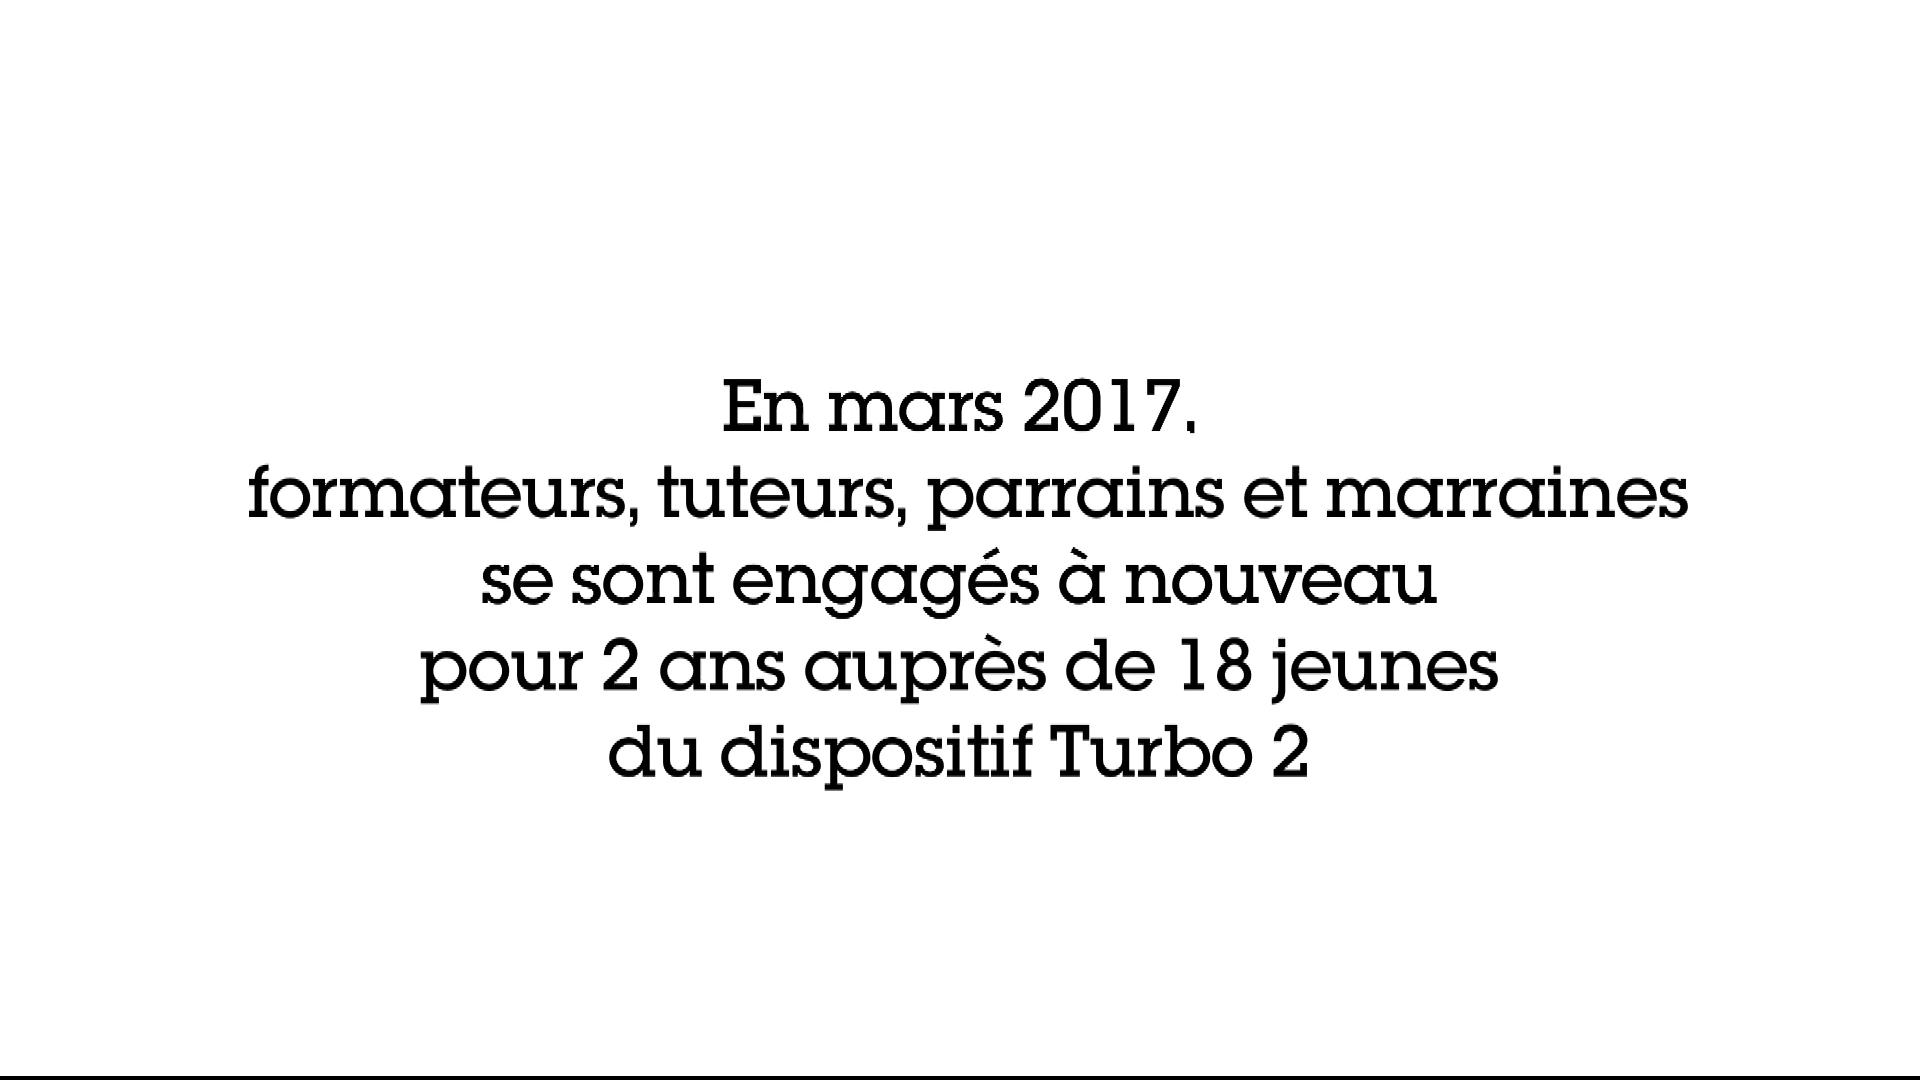 En mars 2017.
formateurs, tuteurs, parrains et marraines
se sont engagés à nouveau
pour 2 ans auprès de 18 jeunes
du dispositif Turbo 2